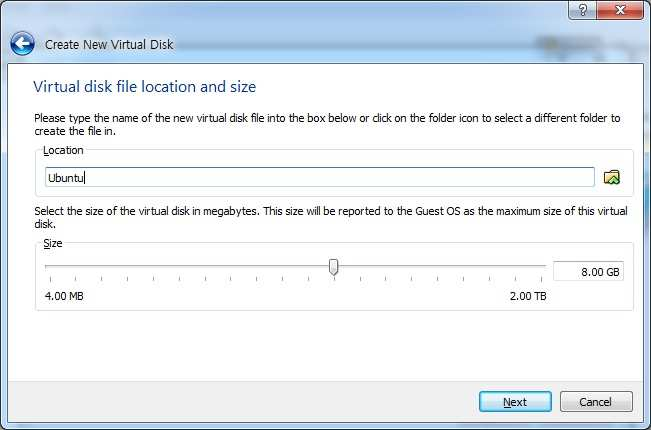 Create New Virtual Disk
Virtual disk file location and size
Please type the name of the new virtual disk file into the box below or click on the folder icon to select a different folder to
create the file in.
Location
Ubuntu
Select the size of the virtual disk in megabytes. This size will be reported to the Guest OS as the maximum size of this virtual
disk.
Size
8.00 GB
4.00 MB
2.00 TB
Next
Cancel